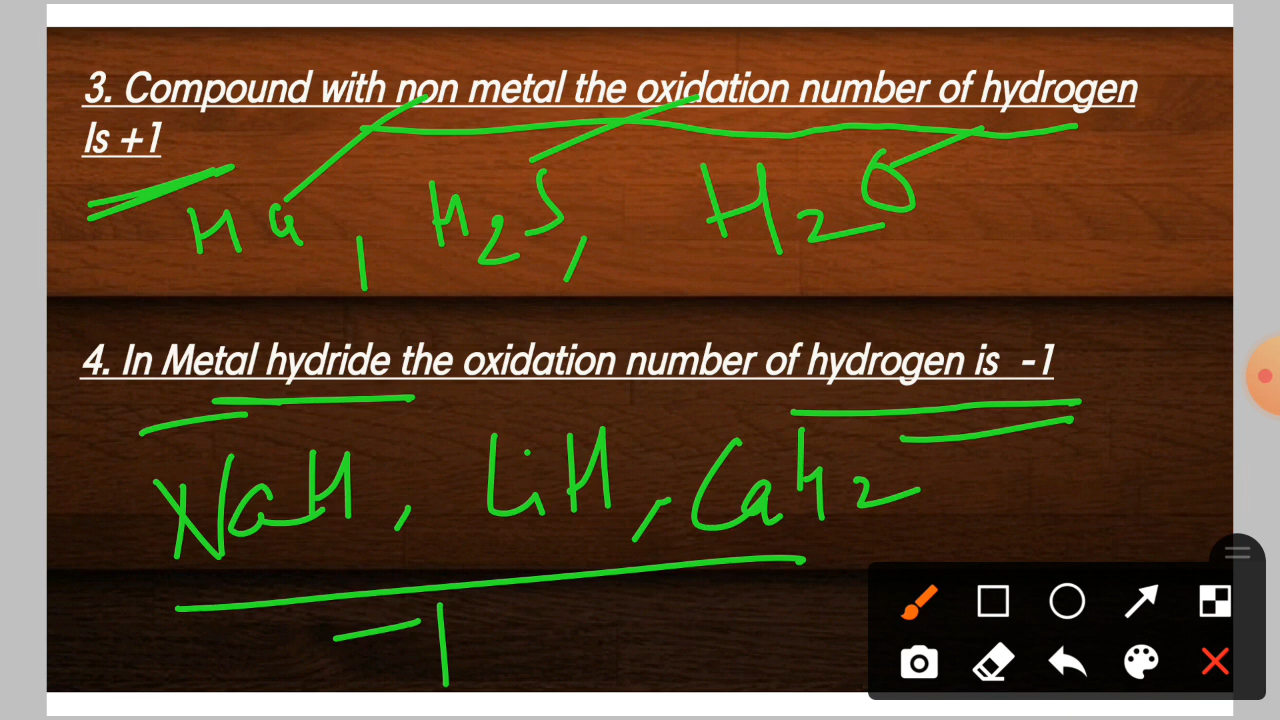 3. Compound with non metal the oxidation number of hydrogen
Is +1
H Cl, H2S, H2O
4. In Metal hydride the oxidation number of hydrogen is -1
NaH, LiH, CaH2
-1